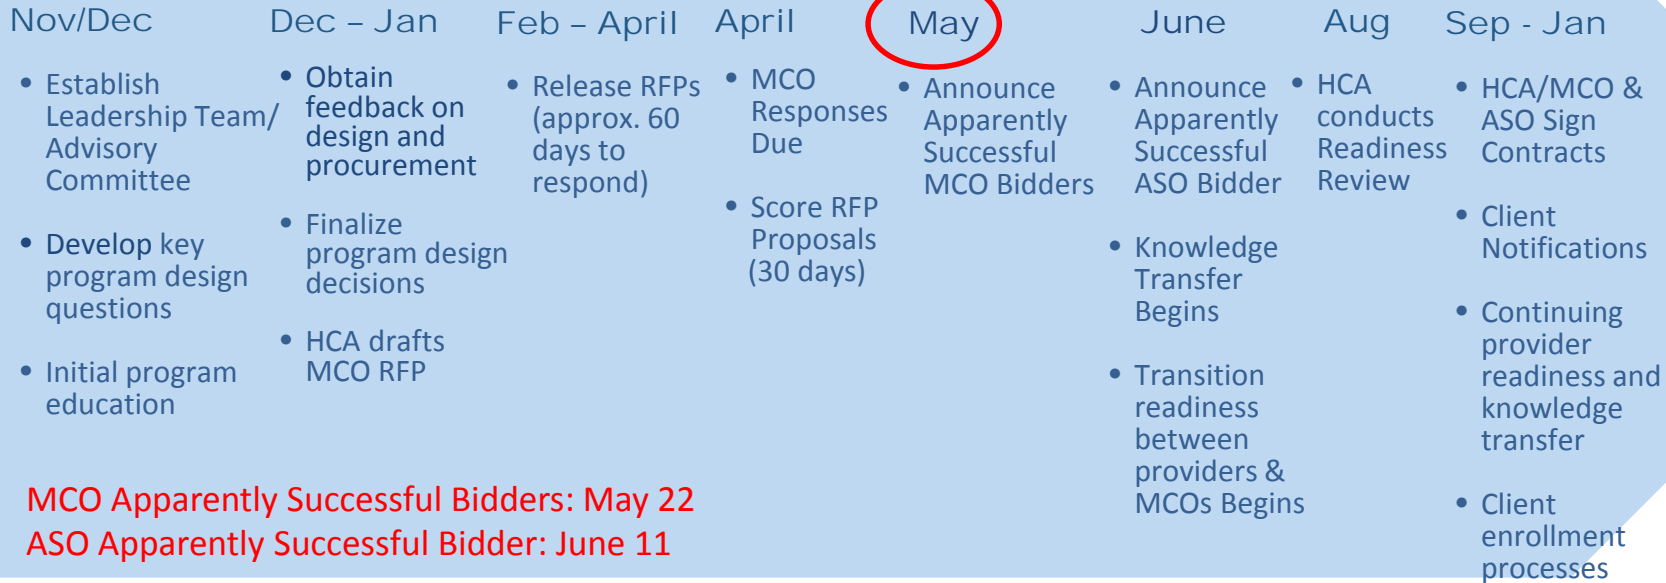 Nov/Dec
• Establish
Leadership Team/
Advisory
Committee
• Develop key
program design
questions
• Initial program
education
Dec – Jan
• Obtain
feedback on
design and
procurement
• Finalize
program design
decisions
• HCA drafts
MCO RFP
Feb – April
• Release RFPs
(approx. 60
days to
respond)
April
• MCO
Responses
Due
• Score RFP
Proposals
(30 days)
May
• Announce
Apparently
Successful
MCO Bidders
June
• Announce
Apparently
Successful
ASO Bidder
• Knowledge
Transfer
Begins
• Transition
readiness
between
providers &
MCOs Begins
Aug
• HCA
conducts
Readiness
Review
Sep - Jan
• HCA/MCO &
ASO Sign
Contracts
• Client
Notifications
• Continuing
provider
readiness and
knowledge
transfer
• Client
enrollment
processes
MCO Apparently Successful Bidders: May 22
ASO Apparently Successful Bidder: June 11